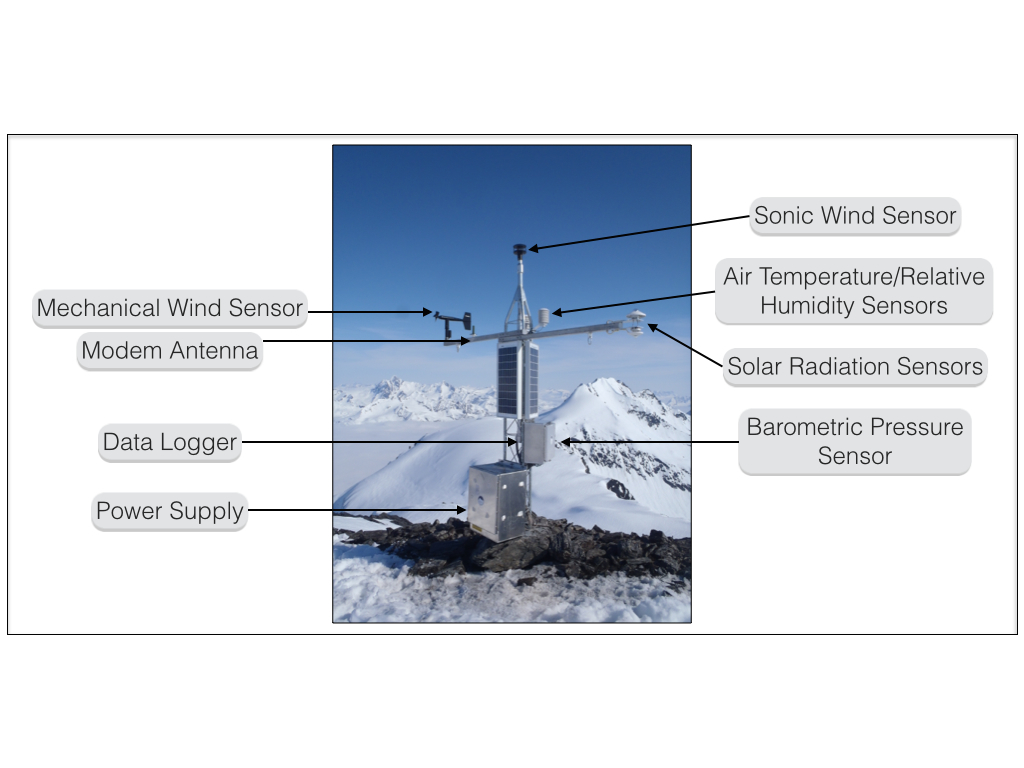 Sonic Wind Sensor
Air Temperature/Relative
Humidity Sensors
Mechanical Wind Sensor
Modem Antenna
Solar Radiation Sensors
Data Logger
Barometric Pressure
Sensor
Power Supply